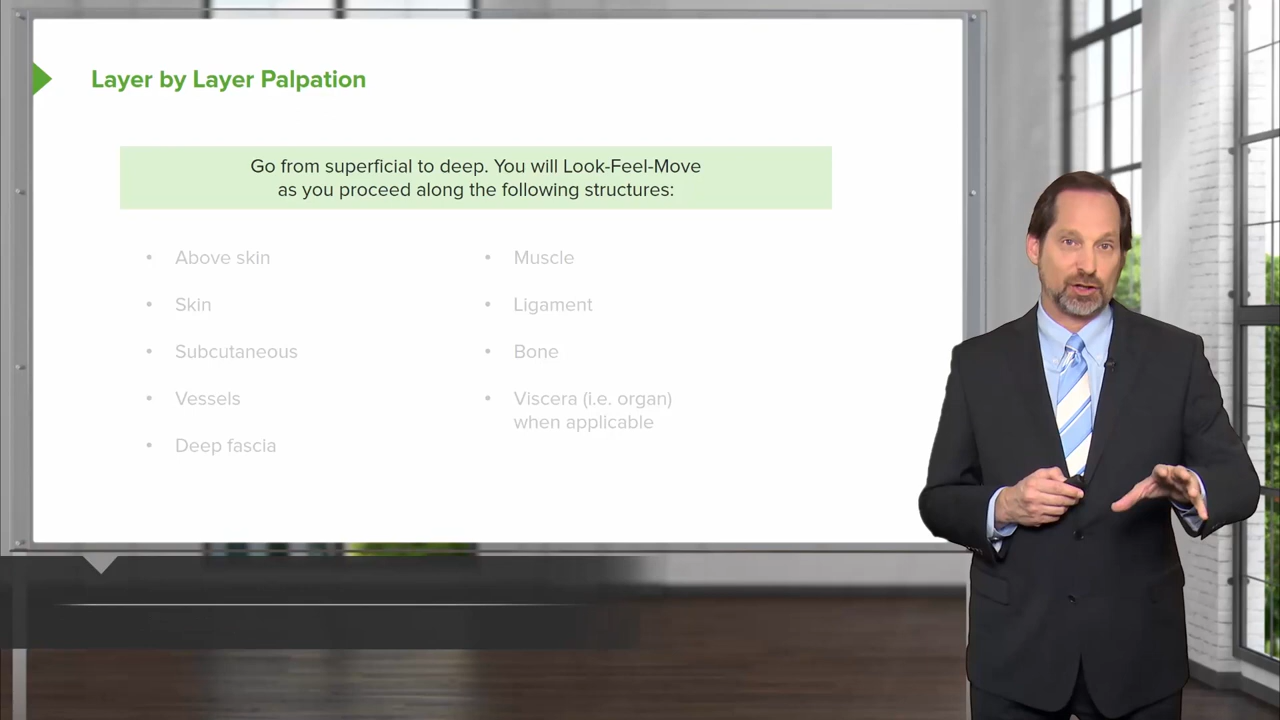 Layer by Layer Palpation
Go from superficial to deep. You will Look-Feel-Move
as you proceed along the following structures:
• Above skin
• Skin
• Subcutaneous
• Vessels
• Deep fascia
• Muscle
• Ligament
• Bone
• Viscera (i.e. organ)
when applicable